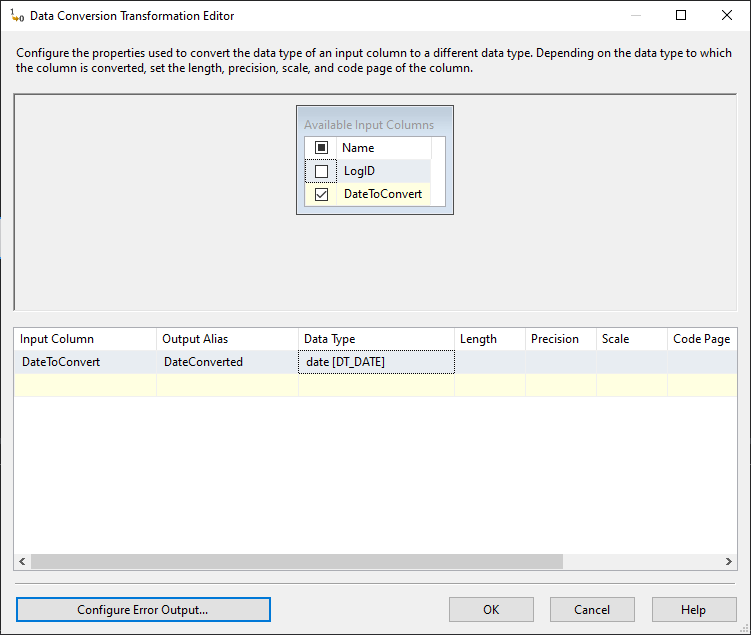 Data Conversion Transformation Editor
Configure the properties used to convert the data type of an input column to a different data type. Depending on the data type to which
the column is converted, set the length, precision, scale, and code page of the column.
Available Input Columns
Name
LogID
DateToConvert
Input Column Output Alias Data Type Length Precision Scale Code Page
DateToConvert DateConverted date [DT_DATE]
Configure Error Output... OK Cancel Help